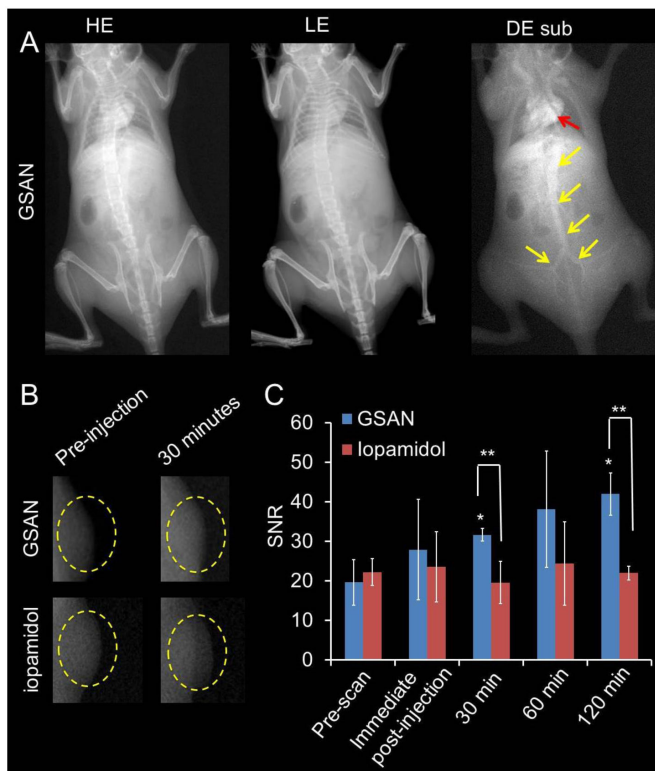 A
HE
LE
DE sub
GSAN
B
Pre-injection
30 minutes
GSAN
iopamidol
C
GSAN
Iopamidol
SNR
60
50
40
30
20
10
0
**
*
**
*
Pre-scan
Immediate
post-injection
30 min
60 min
120 min